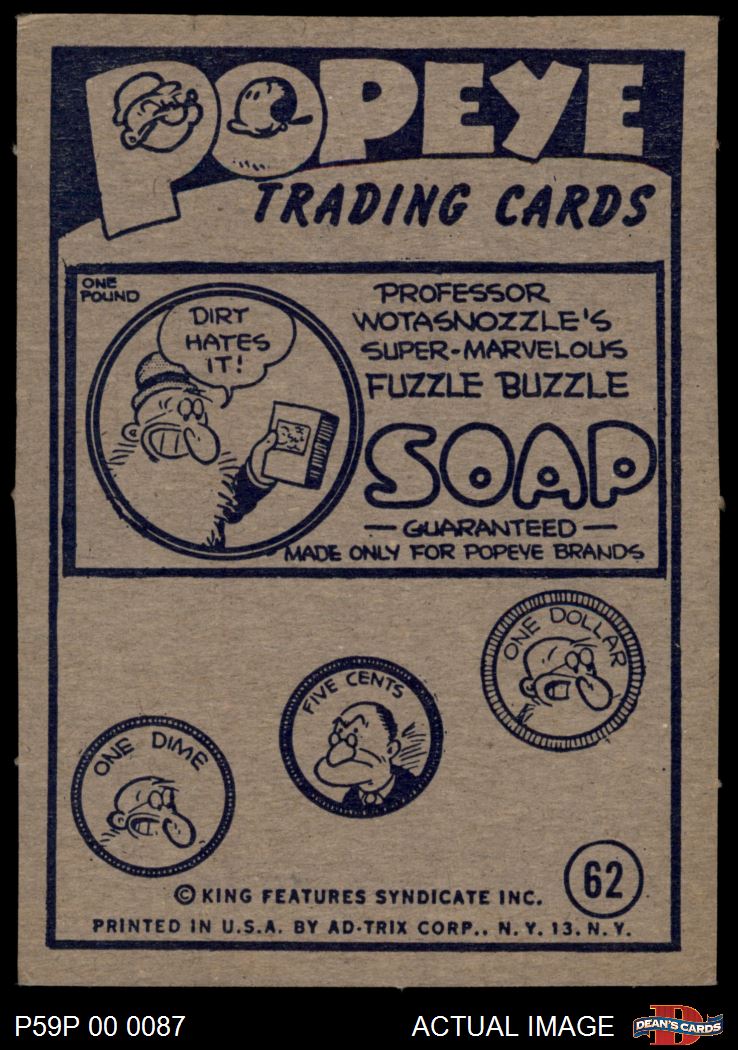 POPEYE
TRADING CARDS
ONE
POUND
DIRT
HATES
IT!
PROFESSOR
WOTASNOZZLE'S
SUPER-MARVELOUS
FUZZLE BUZZLE
SOAP
— GUARANTEED —
MADE ONLY FOR POPEYE BRANDS
ONE DOLLAR
FIVE CENTS
ONE DIME
62
© KING FEATURES SYNDICATE INC.
PRINTED IN U.S.A. BY AD-TRIX CORP., N.Y. 13, N.Y.
P59P 00 0087
ACTUAL IMAGE
D
DEAN'S CARDS